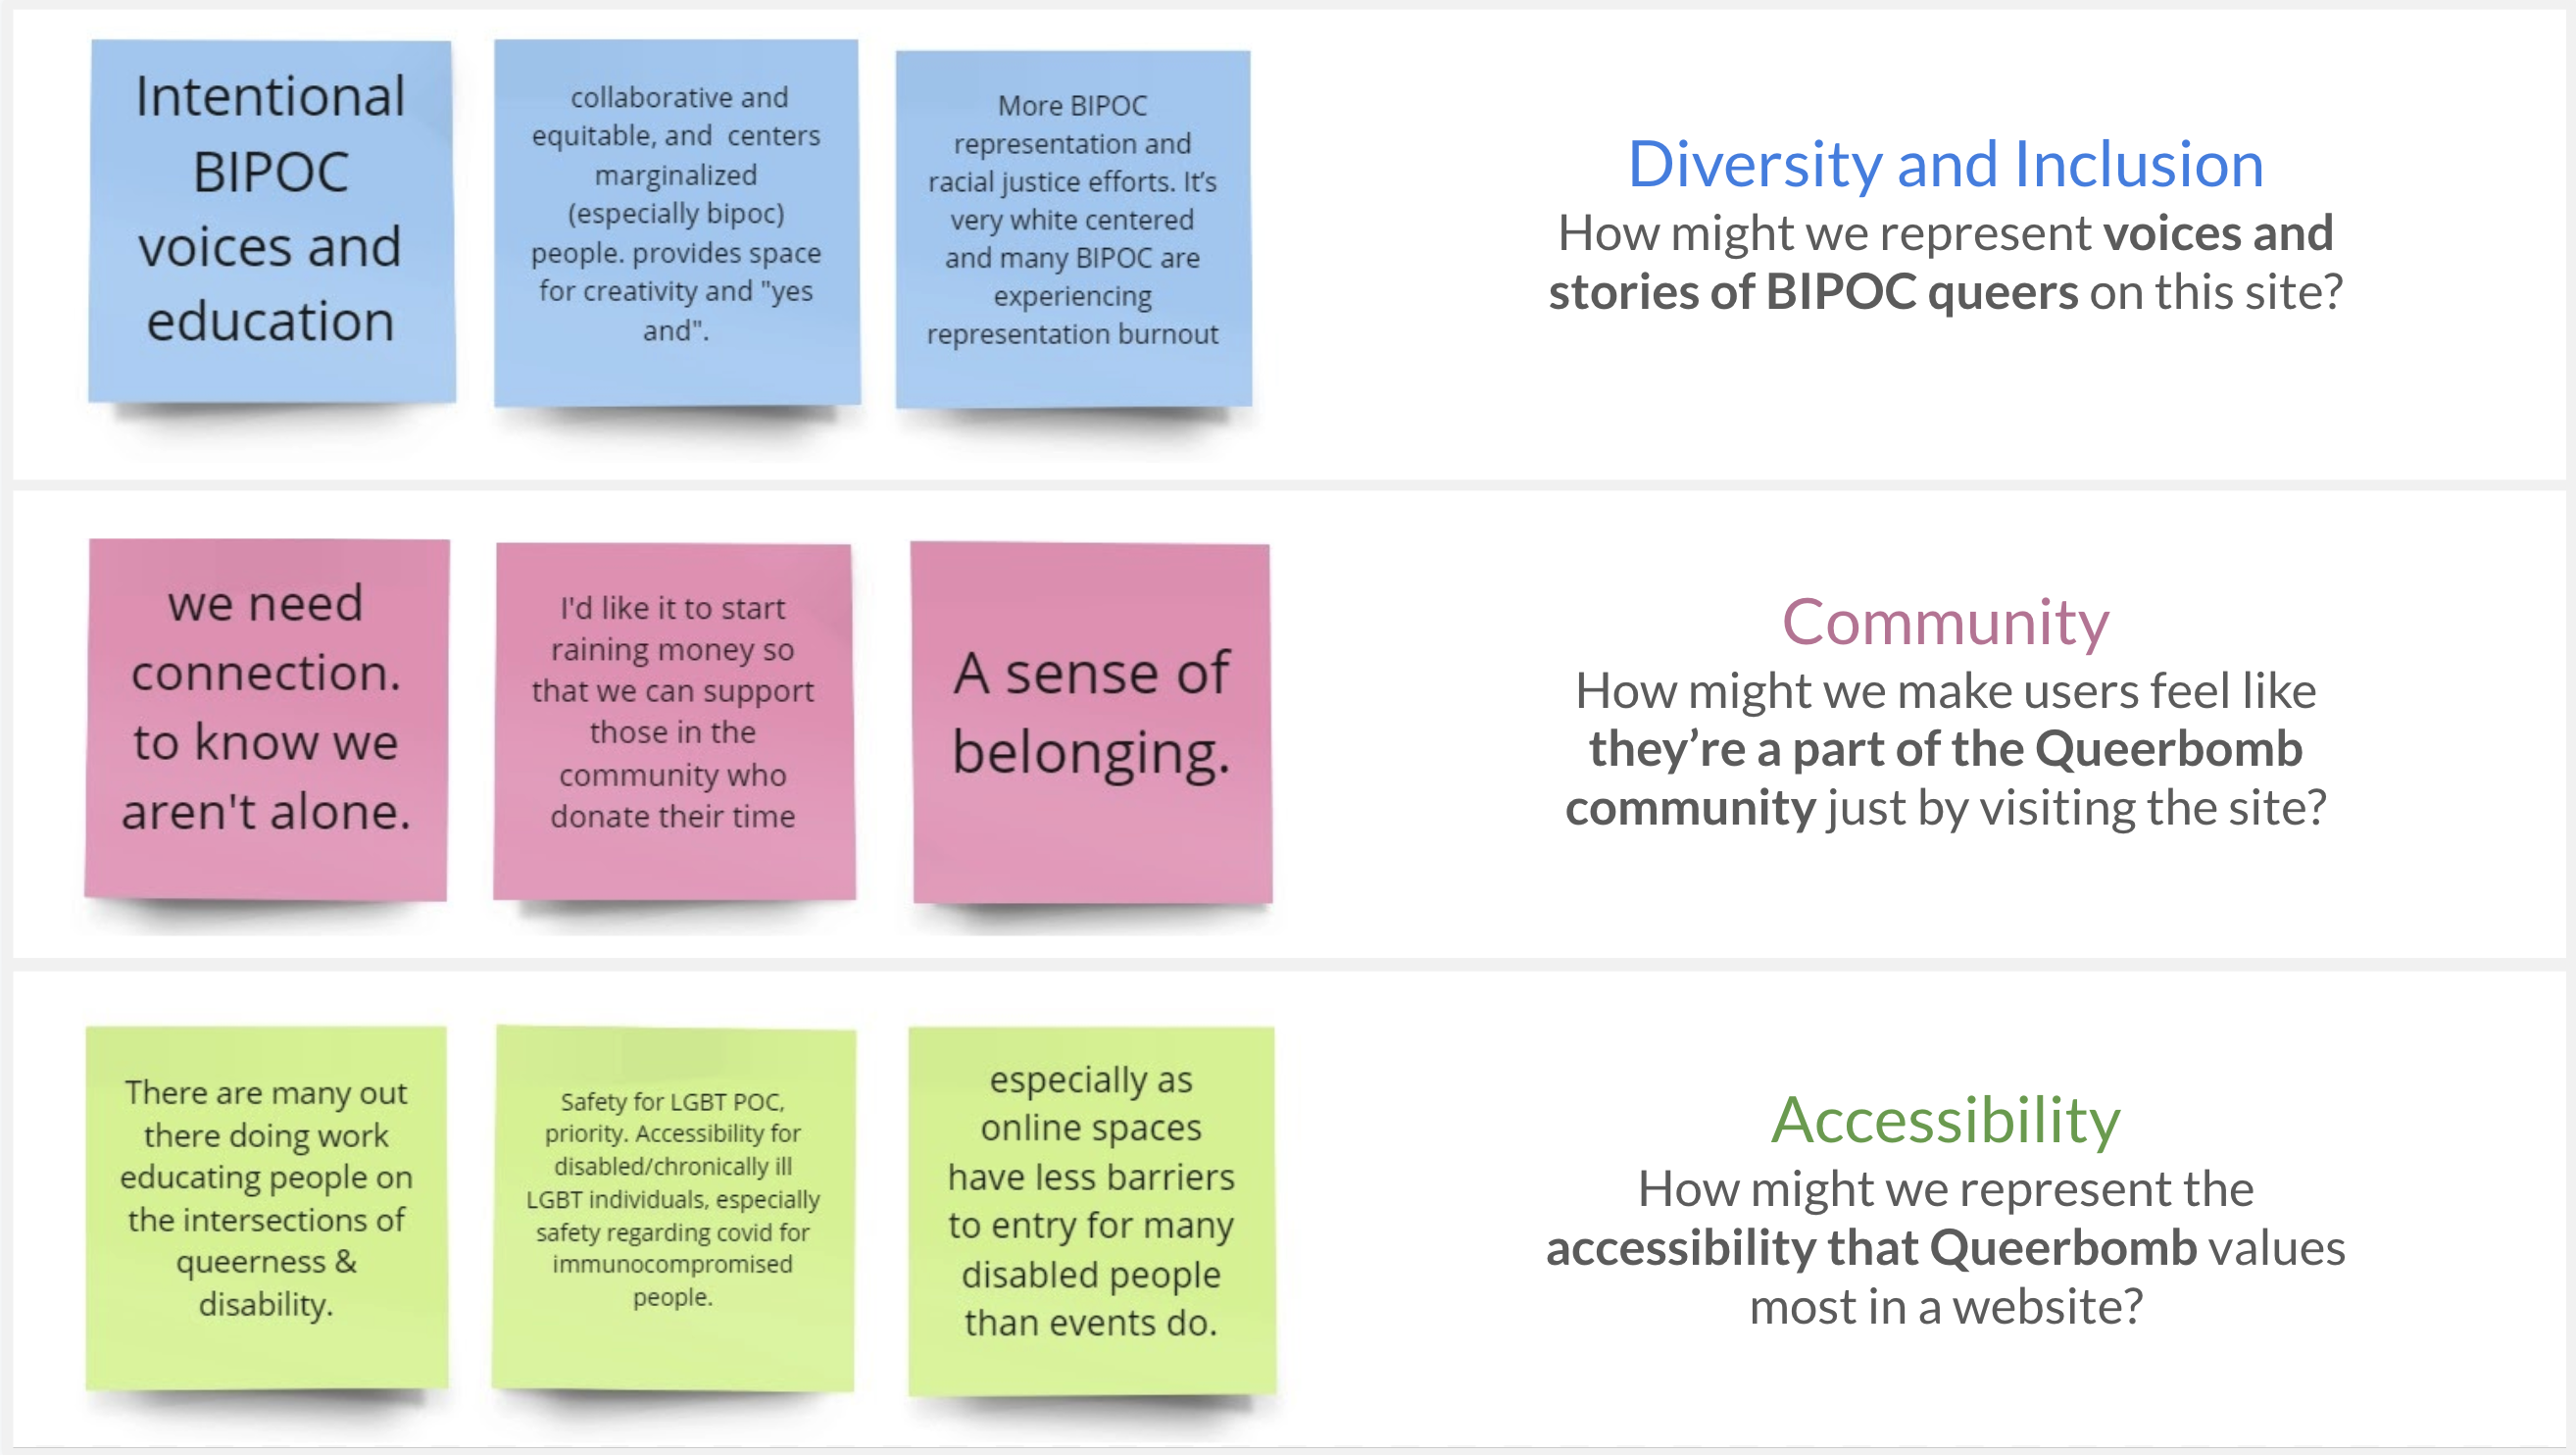 Intentional
BIPOC
voices and
education
collaborative and
equitable, and  centers
marginalized
(especially bipoc)
people. provides space
for creativity and "yes
and".
More BIPOC
representation and
racial justice efforts. It's
very white centered
and many BIPOC are
experiencing
representation burnout
Diversity and Inclusion
How might we represent voices and
stories of BIPOC queers on this site?
we need
connection.
to know we
aren't alone.
I'd like it to start
raining money so
that we can support
those in the
community who
donate their time
A sense of
belonging.
Community
How might we make users feel like
they’re a part of the Queerbomb
community just by visiting the site?
There are many out
there doing work
educating people on
the intersections of
queerness &
disability.
Safety for LGBT POC,
priority. Accessibility for
disabled/chronically ill
LGBT individuals, especially
safety regarding covid for
immunocompromised
people.
especially as
online spaces
have less barriers
to entry for many
disabled people
than events do.
Accessibility
How might we represent the
accessibility that Queerbomb values
most in a website?